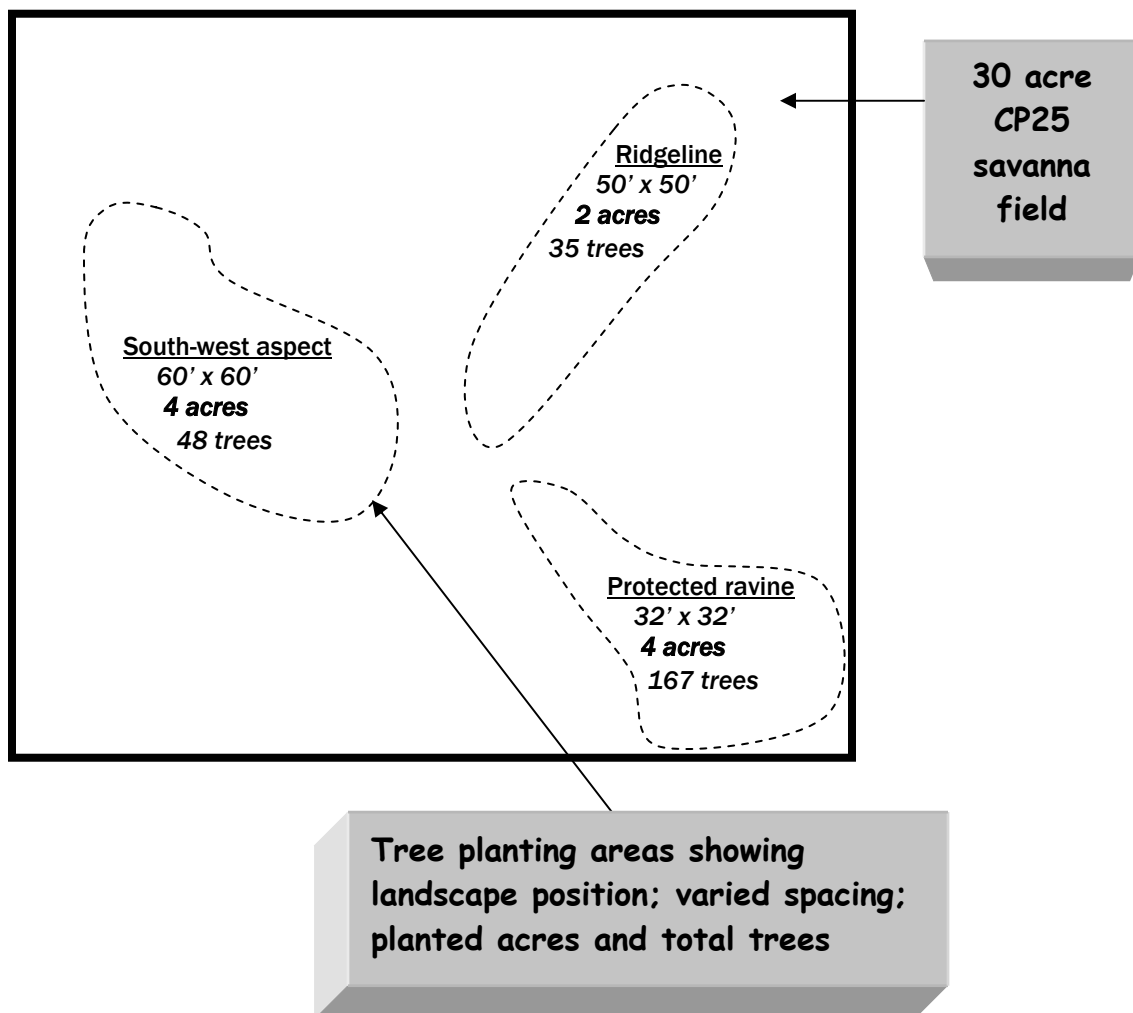 30 acre
CP25
savanna
field
Ridgeline
50’ x 50’
2 acres
35 trees
South-west aspect
60’ x 60’
4 acres
48 trees
Protected ravine
32’ x 32’
4 acres
167 trees
Tree planting areas showing
landscape position; varied spacing;
planted acres and total trees